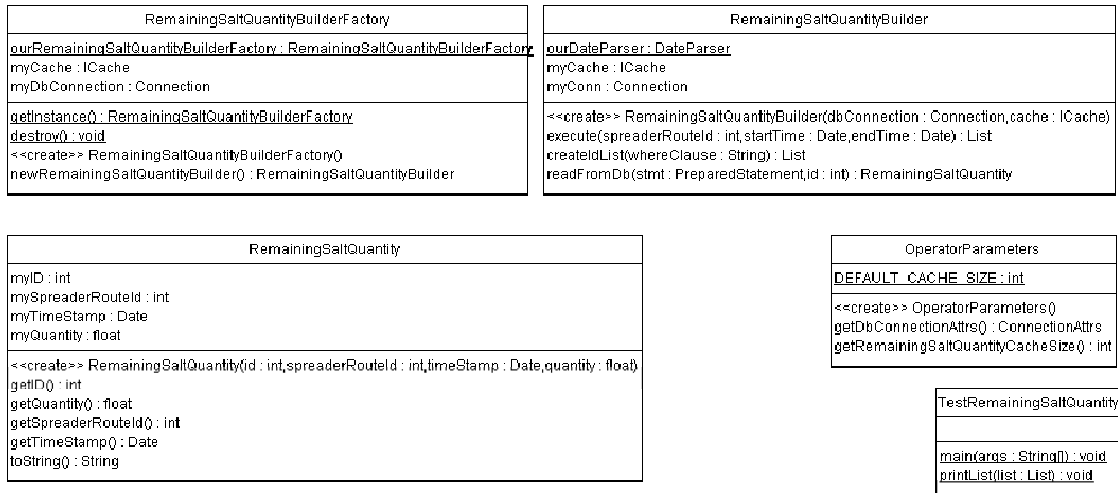 RemainingSaltQuantityBuilderFactory
ourRemainingSaltQuantityBuilderFactory : RemainingSaltQuantityBuilderFactory
myCache : ICache
myDbConnection : Connection
getInstance() : RemainingSaltQuantityBuilderFactory
destroy() : void
<<create>> RemainingSaltQuantityBuilderFactory()
newRemainingSaltQuantityBuilder() : RemainingSaltQuantityBuilder
RemainingSaltQuantityBuilder
ourDateParser : DateParser
myCache : ICache
myConn : Connection
<<create>> RemainingSaltQuantityBuilder(dbConnection : Connection,cache : ICache)
execute(spreaderRouteId : int,startTime : Date,endTime : Date) : List
createIdList(whereClause : String) : List
readFromDb(stmt : PreparedStatement,id : int) : RemainingSaltQuantity
RemainingSaltQuantity
myID : int
mySpreaderRouteId : int
myTimeStamp : Date
myQuantity : float
<<create>> RemainingSaltQuantity(id : int,spreaderRouteId : int,timeStamp : Date,quantity : float)
getID() : int
getQuantity() : float
getSpreaderRouteId() : int
getTimeStamp() : Date
toString() : String
OperatorParameters
DEFAULT_CACHE_SIZE : int
<<create>> OperatorParameters()
getDbConnectionAttrs() : ConnectionAttrs
getRemainingSaltQuantityCacheSize() : int
TestRemainingSaltQuantity
main(args : String[]) : void
printList(list : List) : void